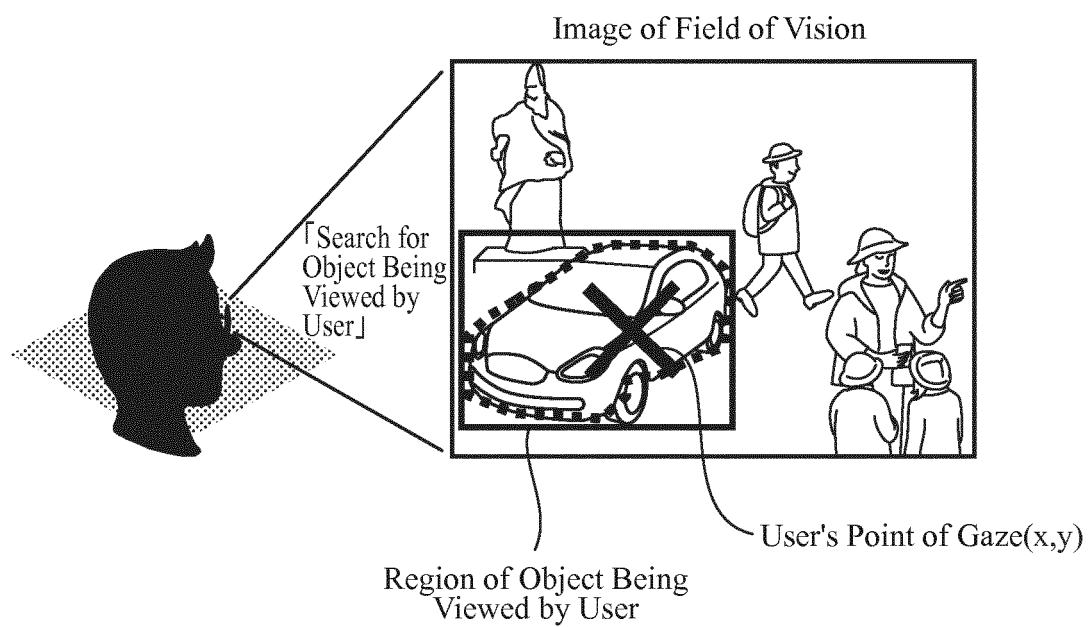 Image of Field of Vision
「Search for
Object Being
Viewed by
User」
User's Point of Gaze(x,y)
Region of Object Being
Viewed by User